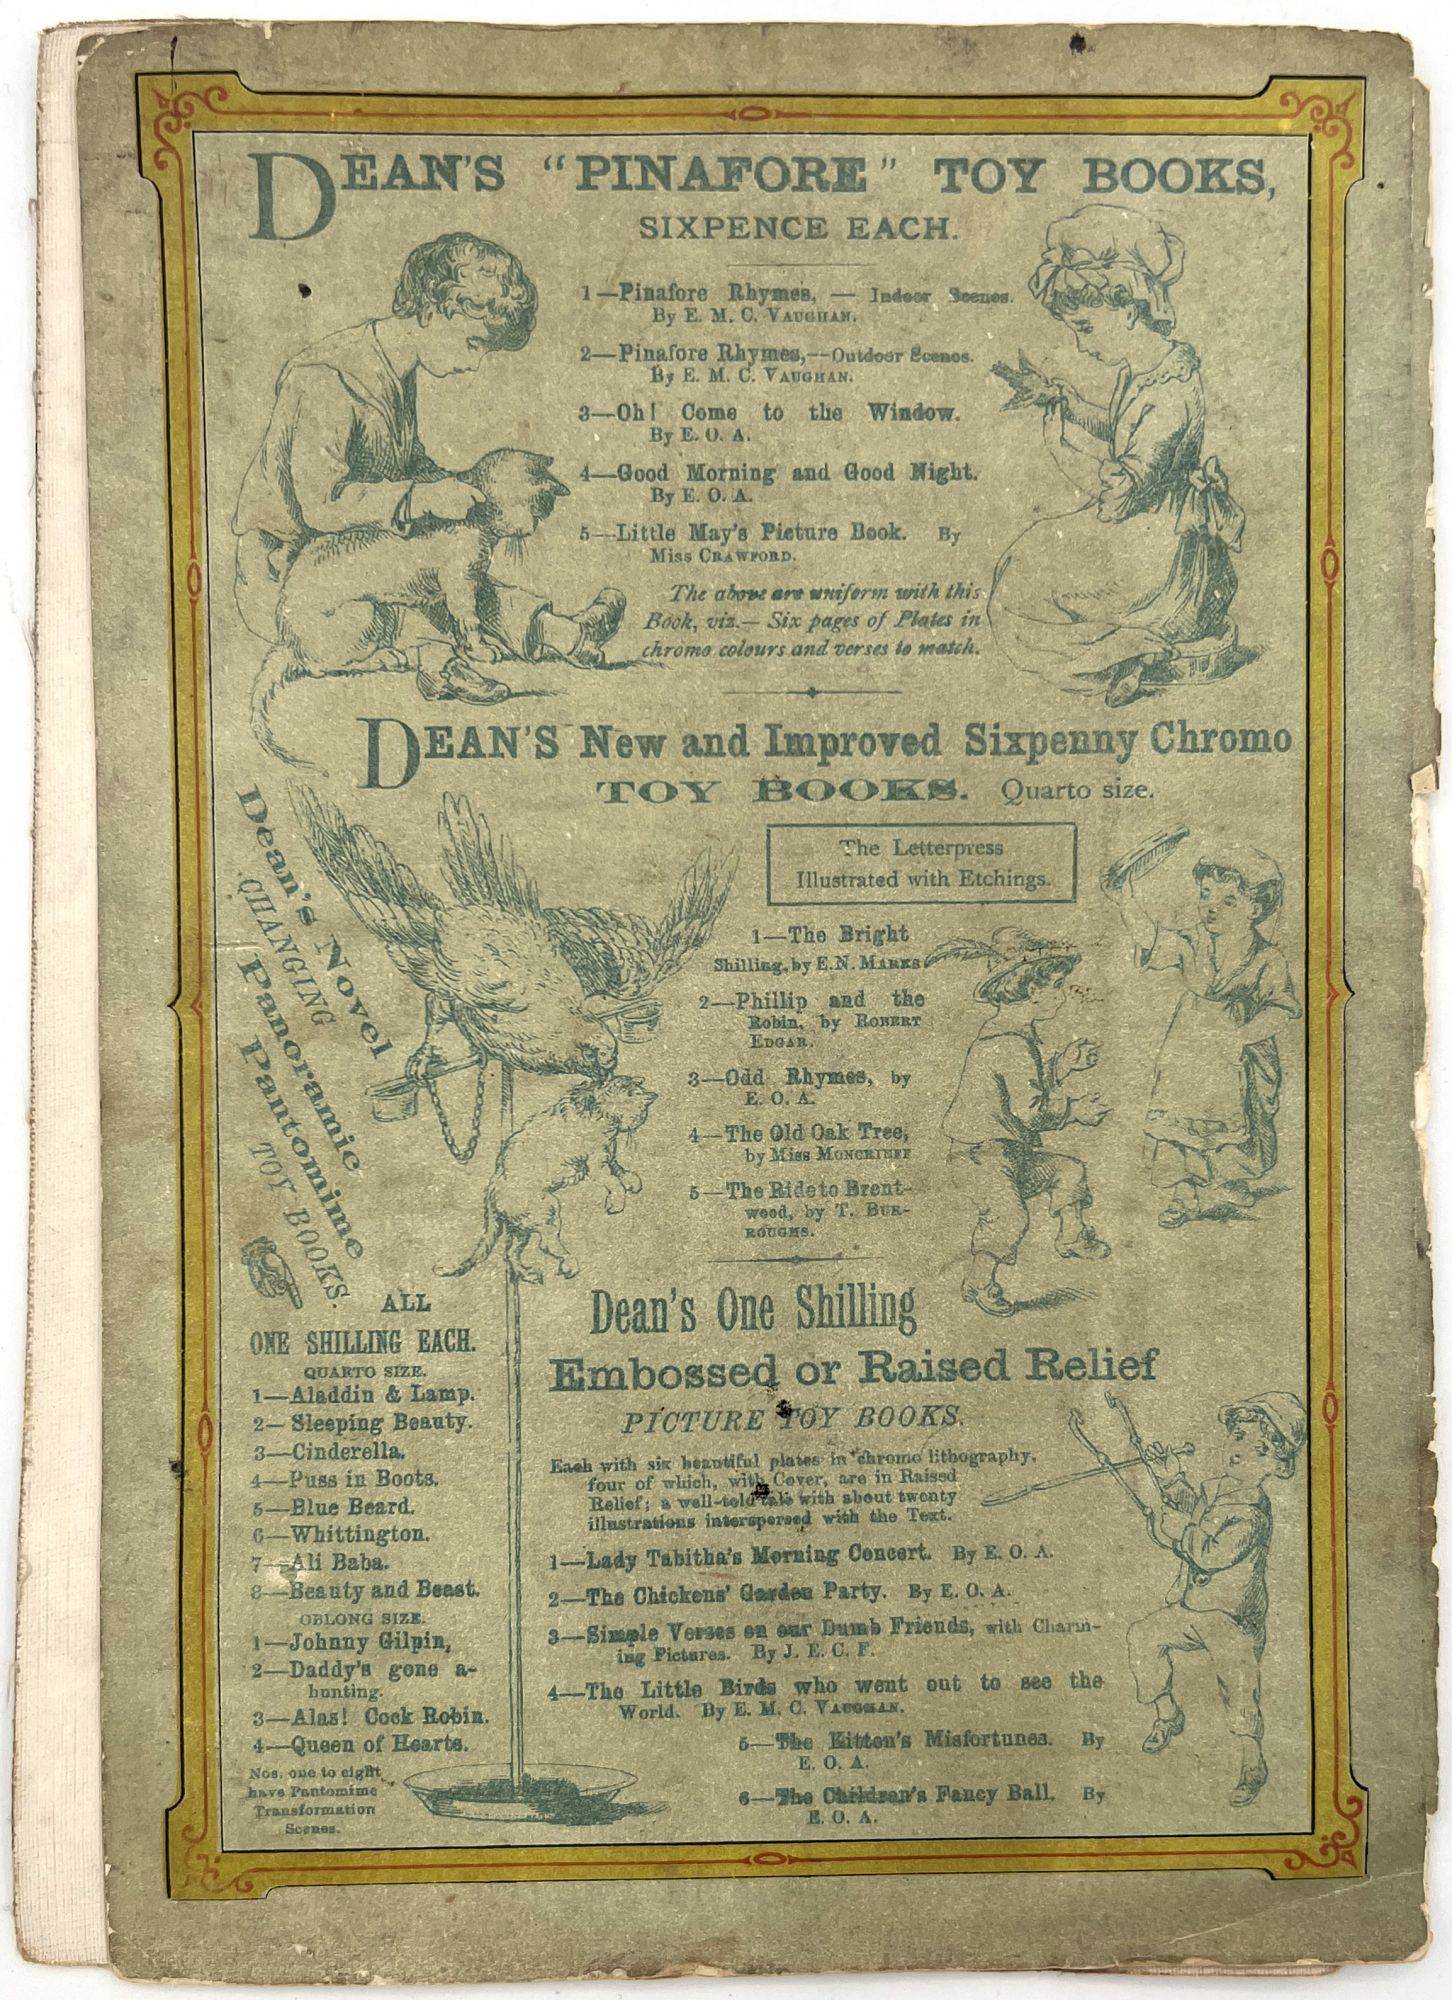 DEAN'S "PINAFORE" TOY BOOKS,
SIXPENCE EACH.
1—Pinafore Rhymes, — Indoor Scenes.
By E. M. C. VAUGHAN.
2—Pinafore Rhymes,—Outdoor Scenes.
By E. M. C. VAUGHAN.
3—Oh! Come to the Window.
By E. O. A.
4—Good Morning and Good Night.
By E. O. A.
5—Little May's Picture Book. By
MISS CRAWFORD.
The above are uniform with this
Book, viz.— Six pages of Plates in
chromo colours and verses to match.
DEAN'S New and Improved Sixpenny Chromo
TOY BOOKS. Quarto size.
The Letterpress
Illustrated with Etchings.
1—The Bright
Shilling, by E. N. MARKS
2—Phillip and the
Robin, by ROBERT
EDGAR.
3—Odd Rhymes, by
E. O. A.
4—The Old Oak Tree,
by MISS MONCRIEFF
5—The Ride to Brent-
wood, by T. BUR-
ROUGHS.
Dean's Novel
CHANGING
Panoramic
Pantomime
TOY BOOKS.
ALL
ONE SHILLING EACH.
QUARTO SIZE.
1—Aladdin & Lamp.
2—Sleeping Beauty.
3—Cinderella.
4—Puss in Boots.
5—Blue Beard.
6—Whittington.
7—Ali Baba.
8—Beauty and Beast.
OBLONG SIZE.
1—Johnny Gilpin,
2—Daddy's gone a-
hunting.
3—Alas! Cock Robin.
4—Queen of Hearts.
Nos. one to eight
have Pantomime
Transformation
Scenes.
Dean's One Shilling
Embossed or Raised Relief
PICTURE TOY BOOKS.
Each with six beautiful plates in chromo lithography,
four of which, with Cover, are in Raised
Relief; a well-told tale with about twenty
illustrations interspersed with the Text.
1—Lady Tabitha's Morning Concert. By E. O. A.
2—The Chickens' Garden Party. By E. O. A.
3—Simple Verses on our Dumb Friends, with Charm-
ing Pictures. By J. E. C. F.
4—The Little Birds who went out to see the
World. By E. M. C. VAUGHAN.
5—The Kitten's Misfortunes. By
E. O. A.
6—The Children's Fancy Ball. By
E. O. A.